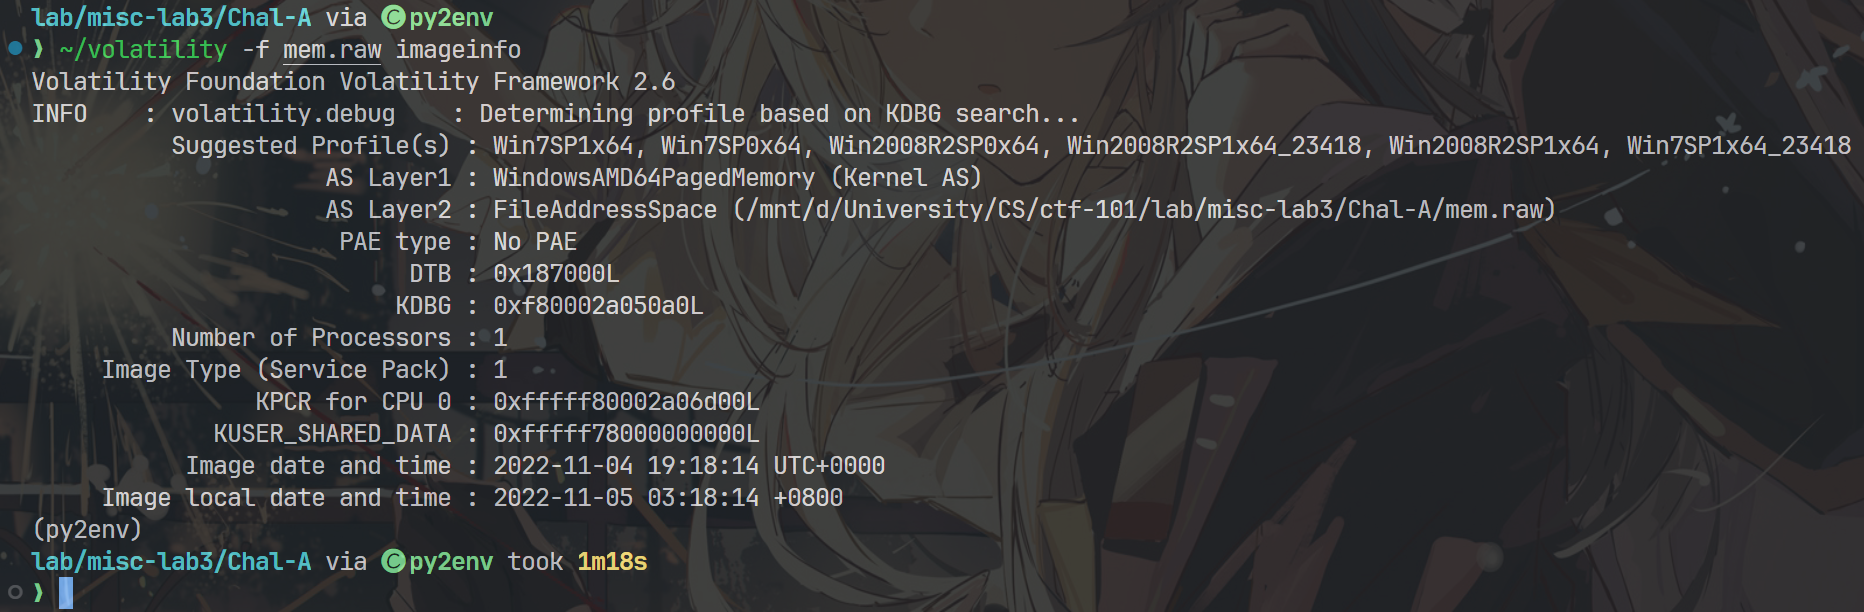 lab/misc-lab3/Chal-A via ©py2env
❯ ~/volatility -f mem.raw imageinfo
Volatility Foundation Volatility Framework 2.6
INFO    : volatility.debug    : Determining profile based on KDBG search...
          Suggested Profile(s) : Win7SP1x64, Win7SP0x64, Win2008R2SP0x64, Win2008R2SP1x64_23418, Win2008R2SP1x64, Win7SP1x64_23418
                     AS Layer1 : WindowsAMD64PagedMemory (Kernel AS)
                     AS Layer2 : FileAddressSpace (/mnt/d/University/CS/ctf-101/lab/misc-lab3/Chal-A/mem.raw)
                      PAE type : No PAE
                           DTB : 0x187000L
                          KDBG : 0xf80002a050a0L
          Number of Processors : 1
     Image Type (Service Pack) : 1
                KPCR for CPU 0 : 0xfffff80002a06d00L
             KUSER_SHARED_DATA : 0xfffff78000000000L
           Image date and time : 2022-11-04 19:18:14 UTC+0000
     Image local date and time : 2022-11-05 03:18:14 +0800
(py2env)
lab/misc-lab3/Chal-A via ©py2env took 1m18s
❯